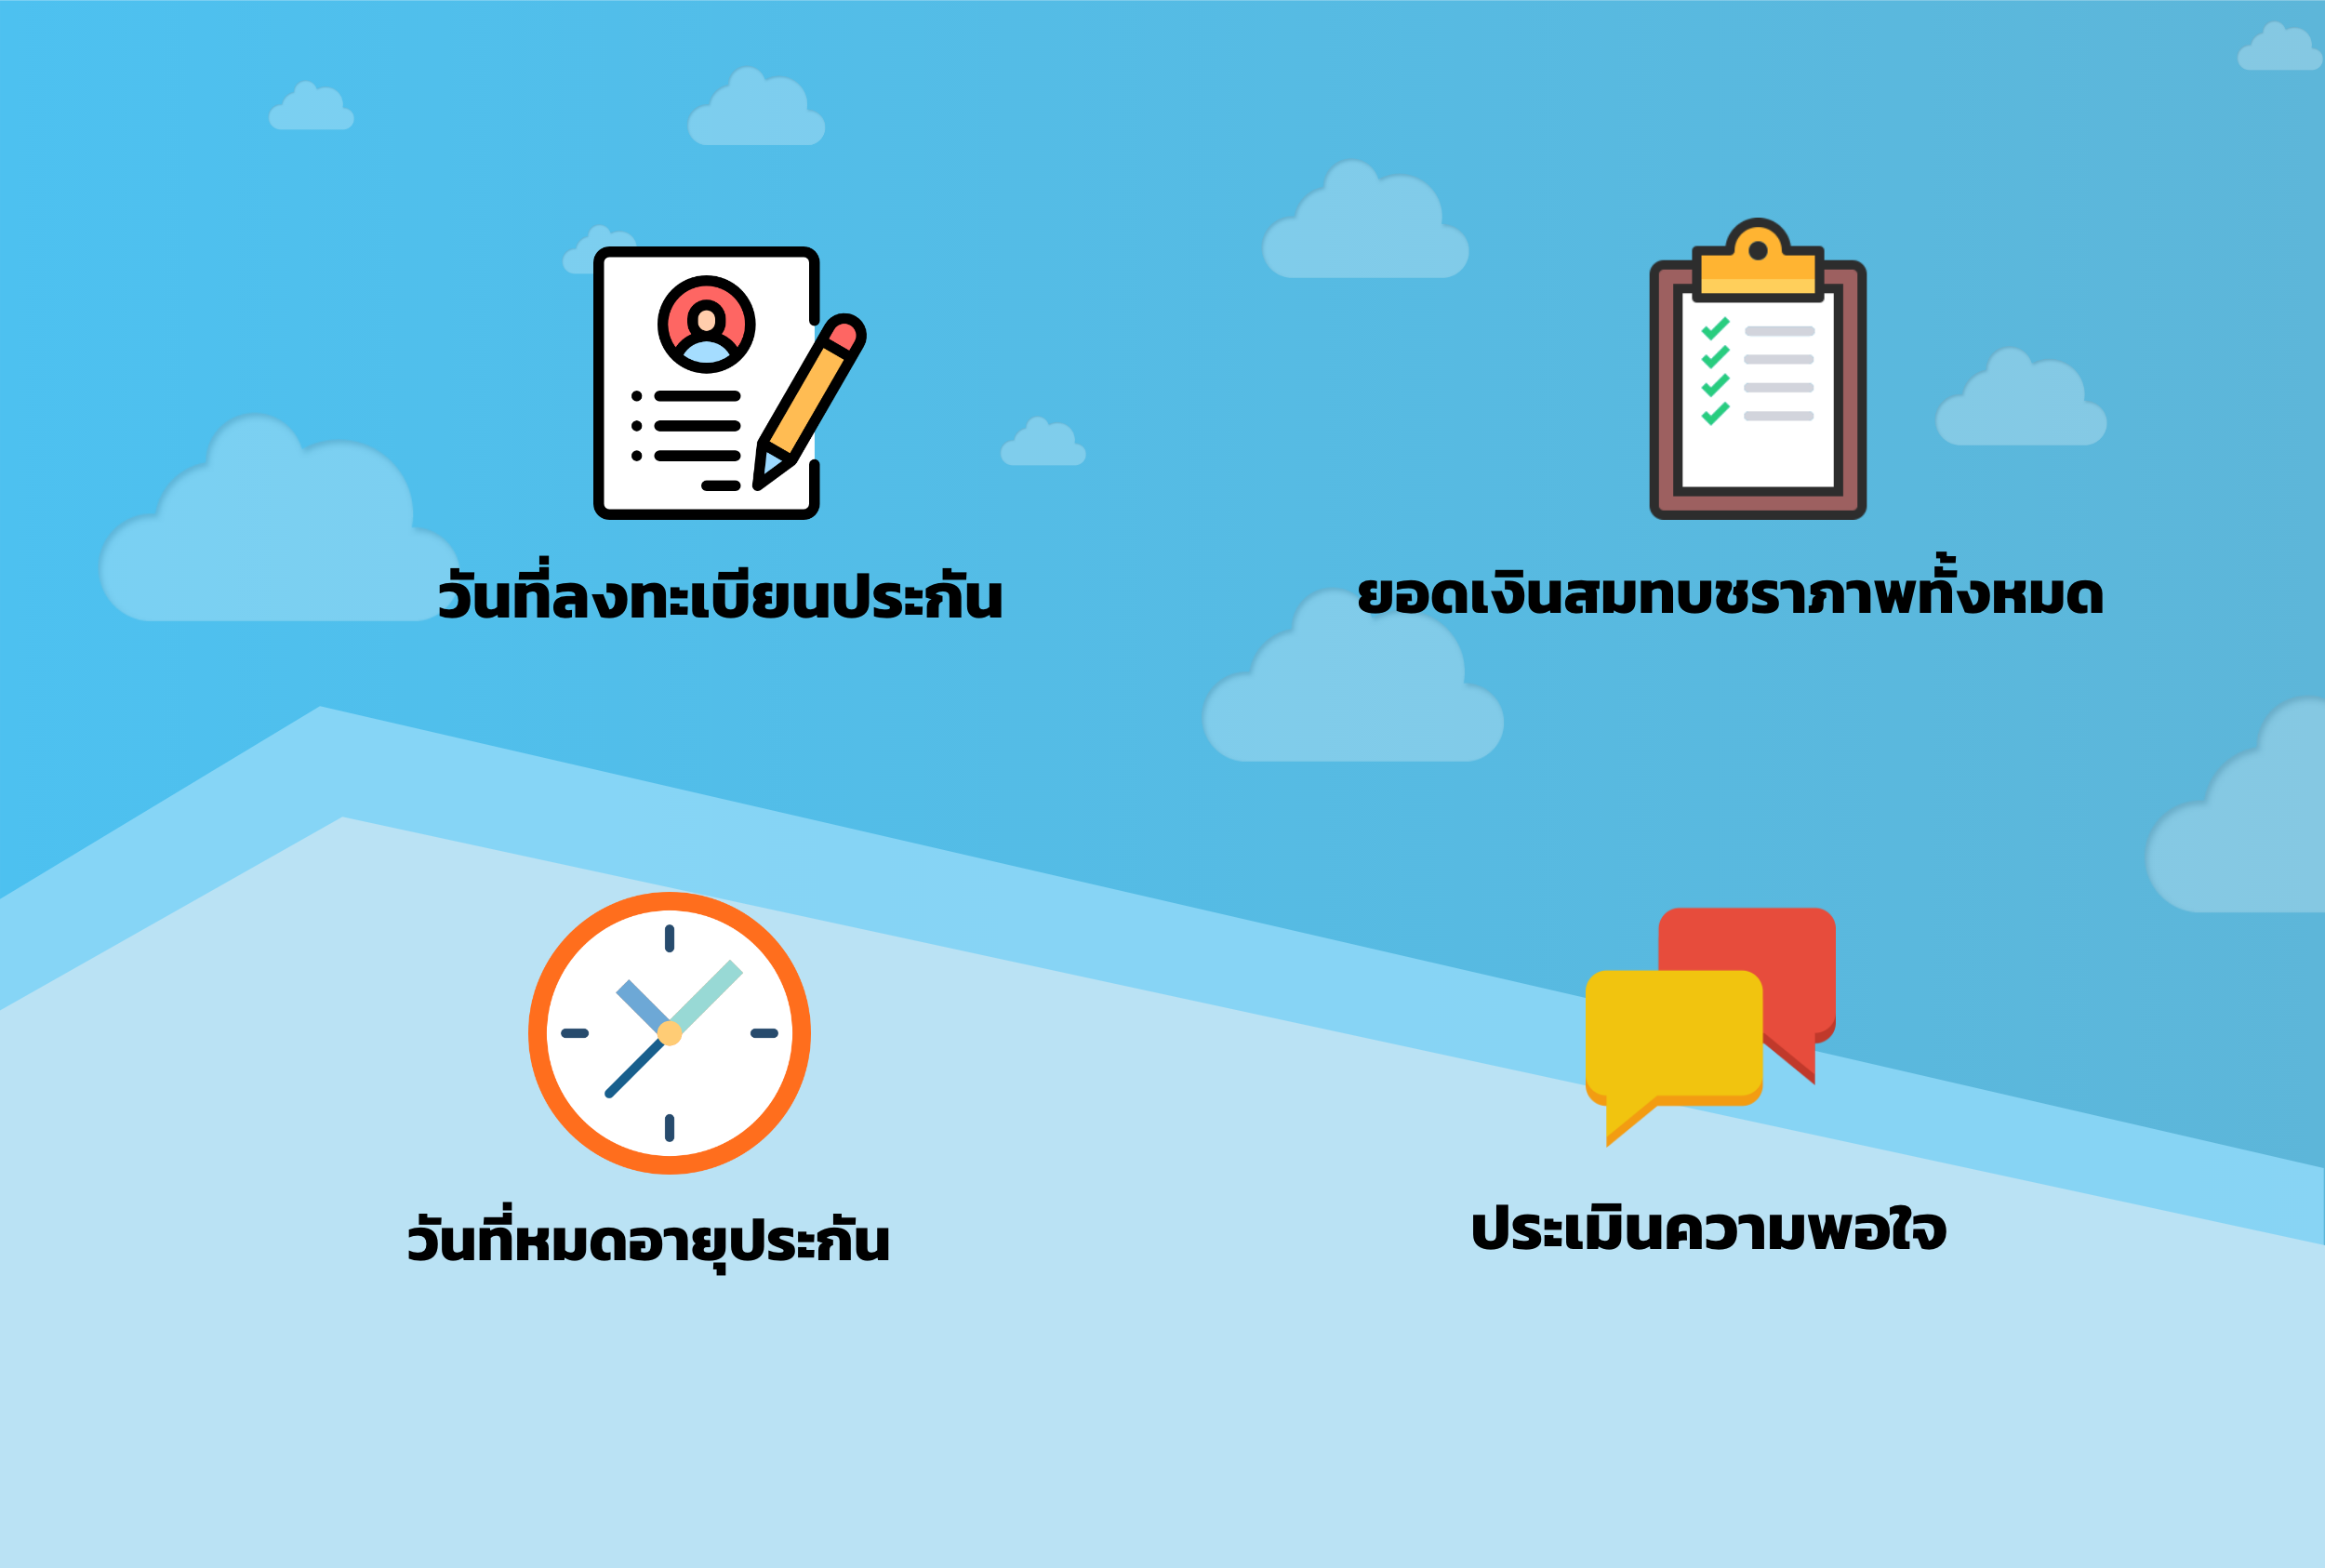 วันที่ลงทะเบียนประกัน
ยอดเงินสมทบชราภาพทั้งหมด
วันที่หมดอายุประกัน
ประเมินความพอใจ